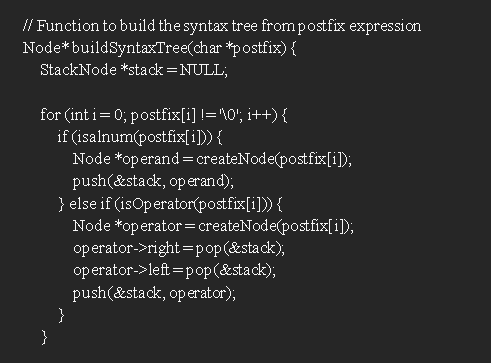 // Function to build the syntax tree from postfix expression
Node* buildSyntaxTree(char *postfix) {
StackNode *stack = NULL;
for (int i = 0; postfix[i] != '\0'; i++) {
if (isalnum(postfix[i])) {
Node *operand = createNode(postfix[i]);
push(&stack, operand);
} else if (isOperator(postfix[i])) {
Node *operator = createNode(postfix[i]);
operator->right = pop(&stack);
operator->left = pop(&stack);
push(&stack, operator);
}
}